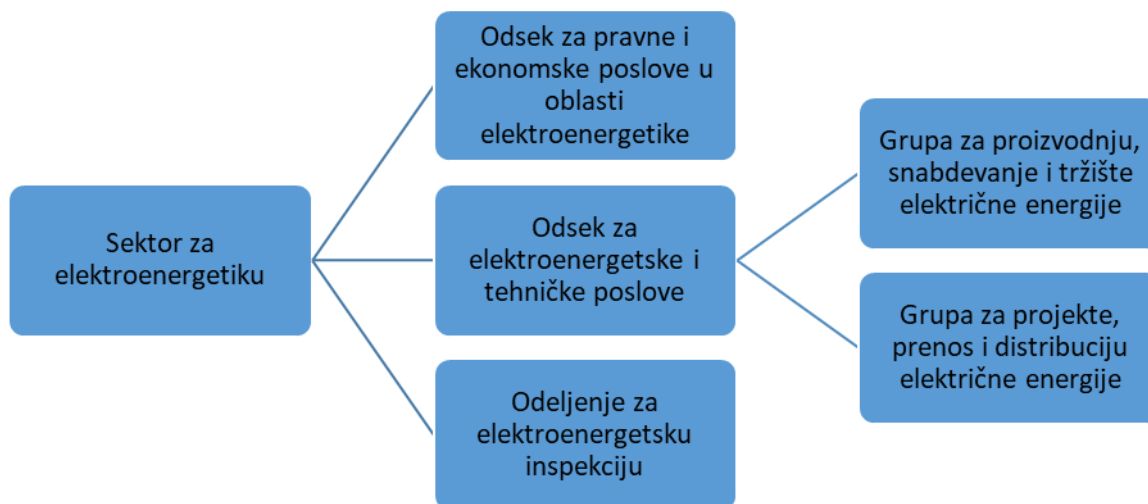 Sektor za
elektroenergetiku
Odsek za pravne i
ekonomske poslove u
oblasti
elektroenergetike
Odsek za
elektroenergetske i
tehničke poslove
Grupa za proizvodnju,
snabdevanje i tržište
električne energije
Grupa za projekte,
prenos i distribuciju
električne energije
Odeljenje za
elektroenergetsku
inspekciju